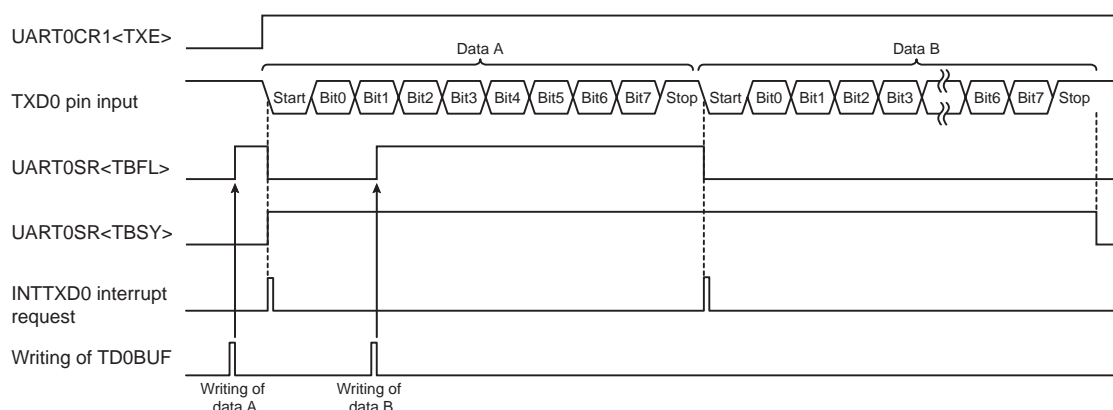 UART0CR1<TXE>
Data A
Data B
TXD0 pin input
Start Bit0 Bit1 Bit2 Bit3 Bit4 Bit5 Bit6 Bit7 Stop Start Bit0 Bit1 Bit2 Bit3 Bit6 Bit7 Stop
UART0SR<TBFL>
UART0SR<TBSY>
INTTXD0 interrupt
request
Writing of TD0BUF
Writing of
data A
Writing of
data B